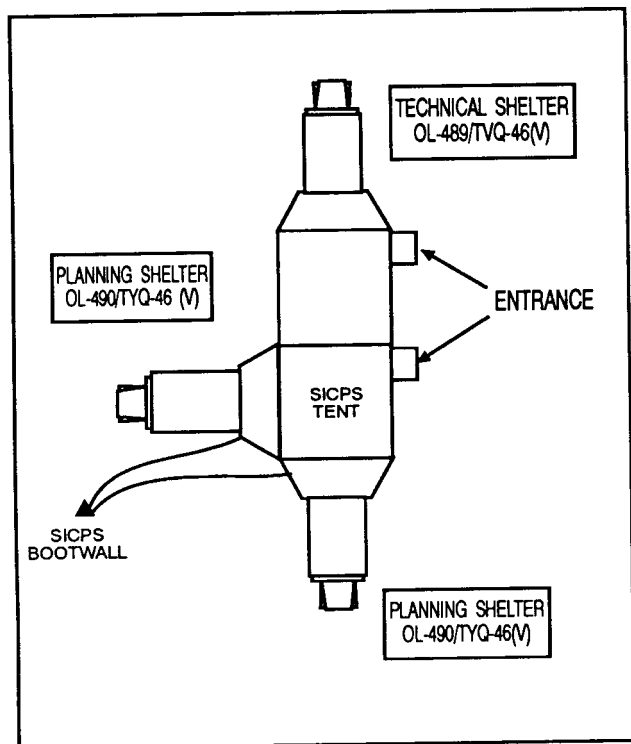 TECHNICAL SHELTER
OL-489/TVQ-46(V)
PLANNING SHELTER
OL-490/TYQ-46 (V)
ENTRANCE
SICPS
TENT
SICPS
BOOTWALL
PLANNING SHELTER
OL-490/TYQ-46(V)